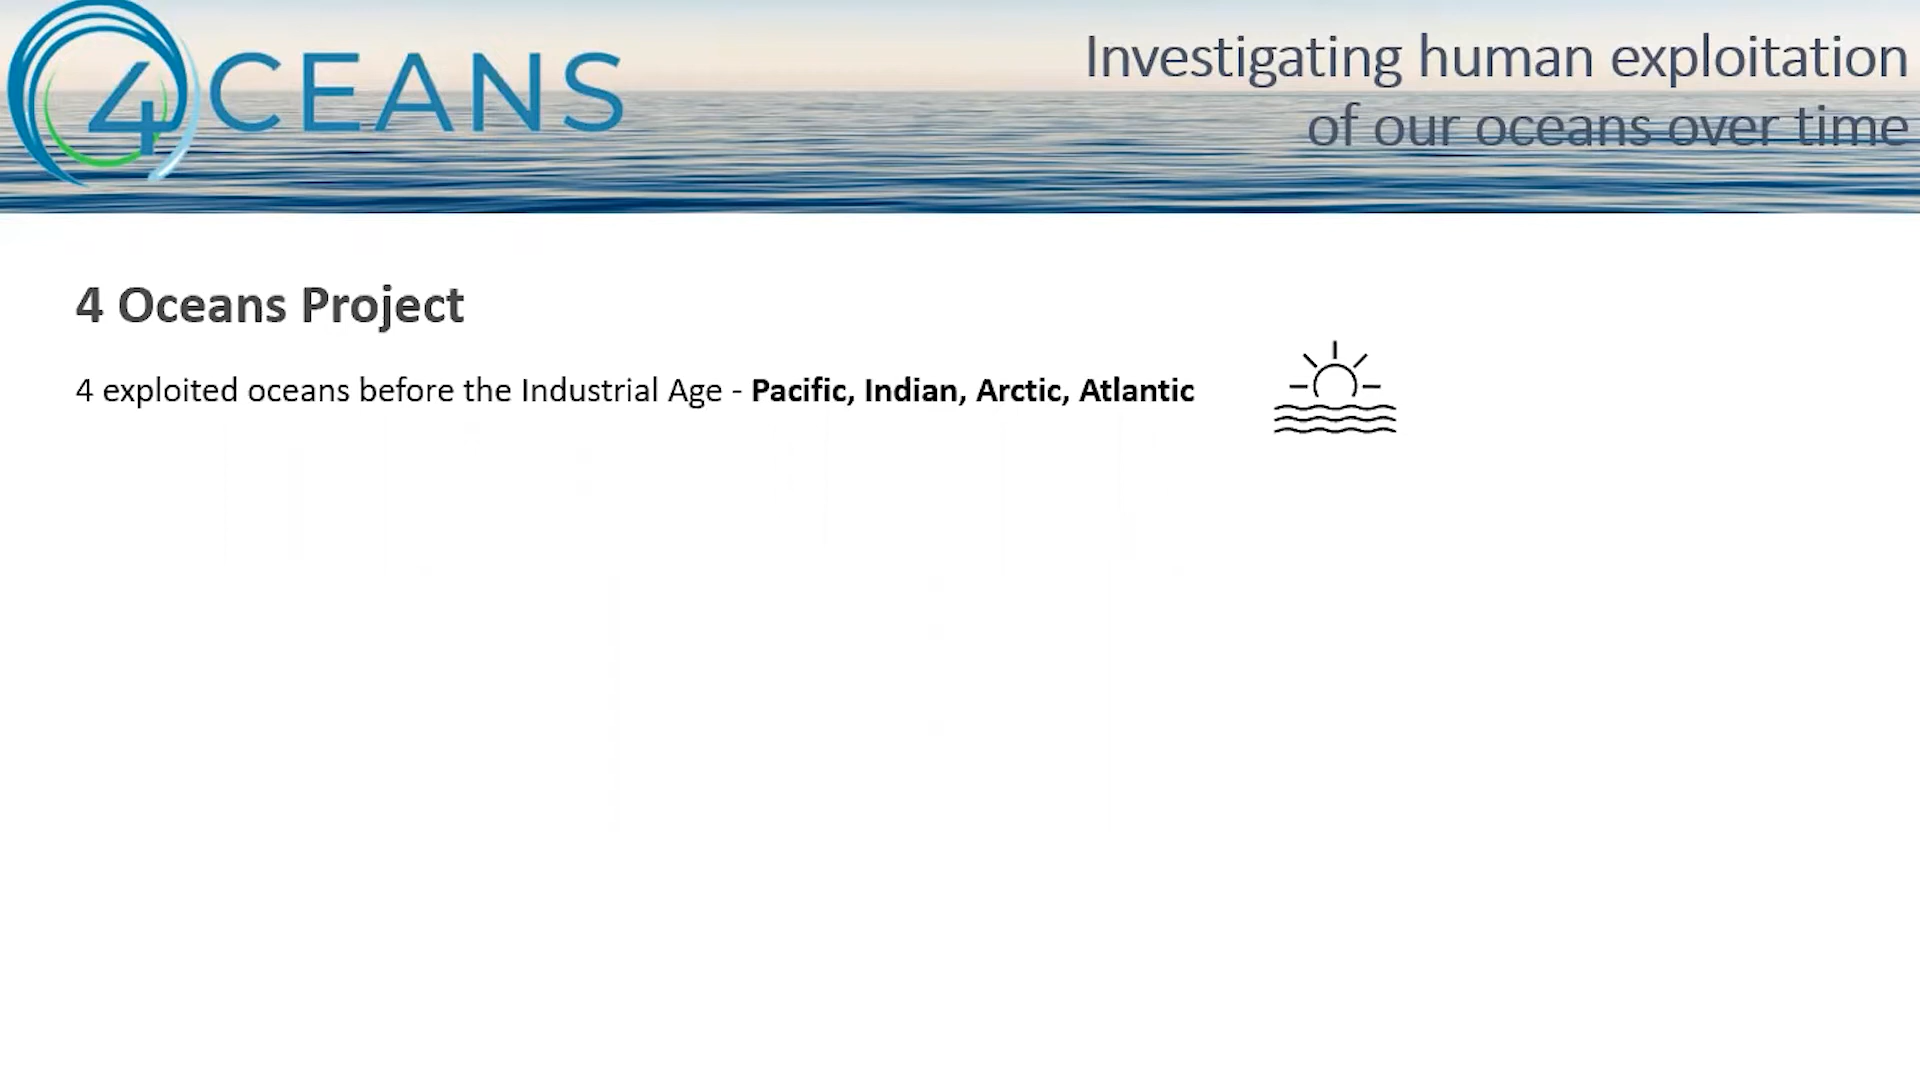 4OCEANS
Investigating human exploitation
of our oceans over time
4 Oceans Project
4 exploited oceans before the Industrial Age - Pacific, Indian, Arctic, Atlantic